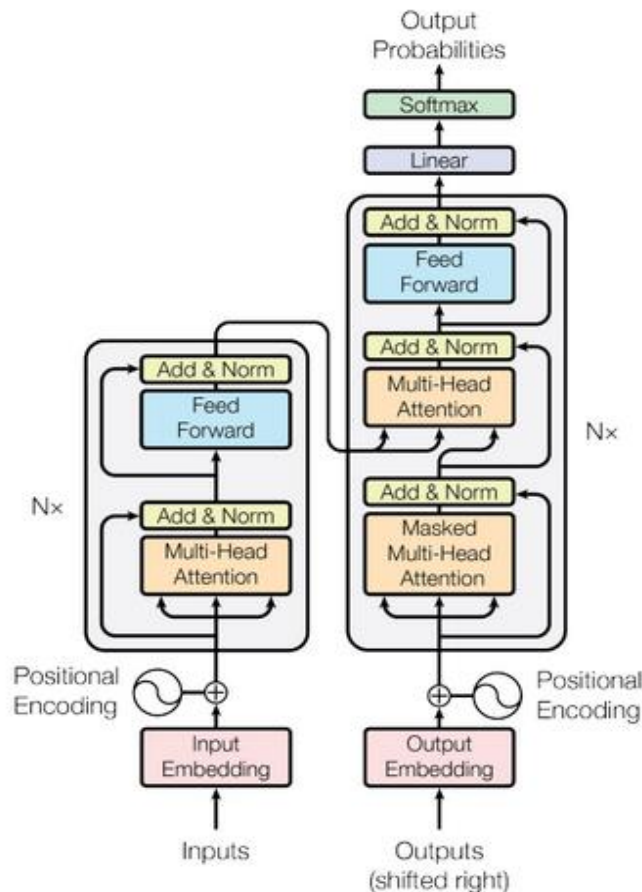 Output
Probabilities
Softmax
Linear
Add & Norm
Feed
Forward
Add & Norm
Multi-Head
Attention
Add & Norm
Masked
Multi-Head
Attention
N×
Add & Norm
Feed
Forward
N×
Add & Norm
Multi-Head
Attention
Positional
Encoding
Positional
Encoding
Input
Embedding
Output
Embedding
Inputs
Outputs
(shifted right)